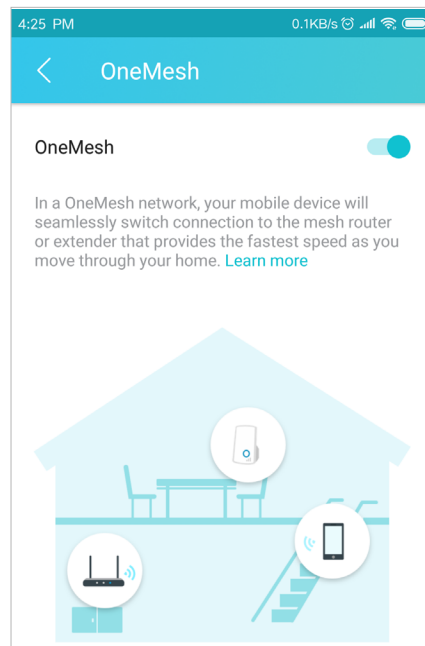 4:25 PM 0.1KB/s
OneMesh
OneMesh
In a OneMesh network, your mobile device will
seamlessly switch connection to the mesh router
or extender that provides the fastest speed as you
move through your home. Learn more